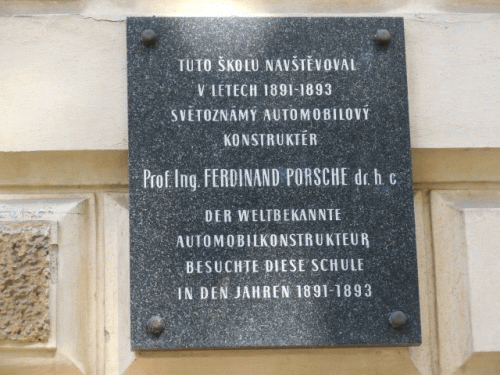 TUTO ŠKOLU NAVŠTĚVOVAL
V LETECH 1891-1893
SVĚTOZNÁMÝ AUTOMOBILOVÝ
KONSTRUKTÉR
Prof. Ing. FERDINAND PORSCHE dr. h. c
DER WELTBEKANNTE
AUTOMOBILKONSTRUKTEUR
BESUCHTE DIESE SCHULE
IN DEN JAHREN 1891-1893